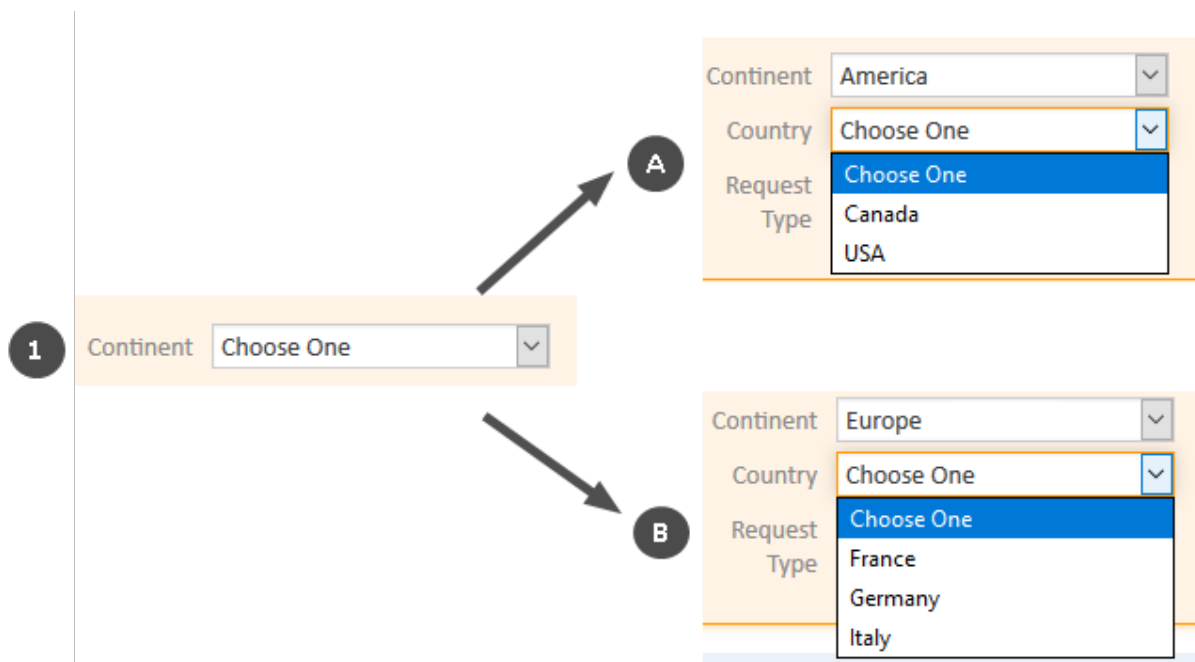 Continent America
Country Choose One
A
Choose One
Request
Type
Canada
USA
1
Continent Choose One
Continent Europe
Country Choose One
B
Choose One
Request
Type
France
Germany
Italy